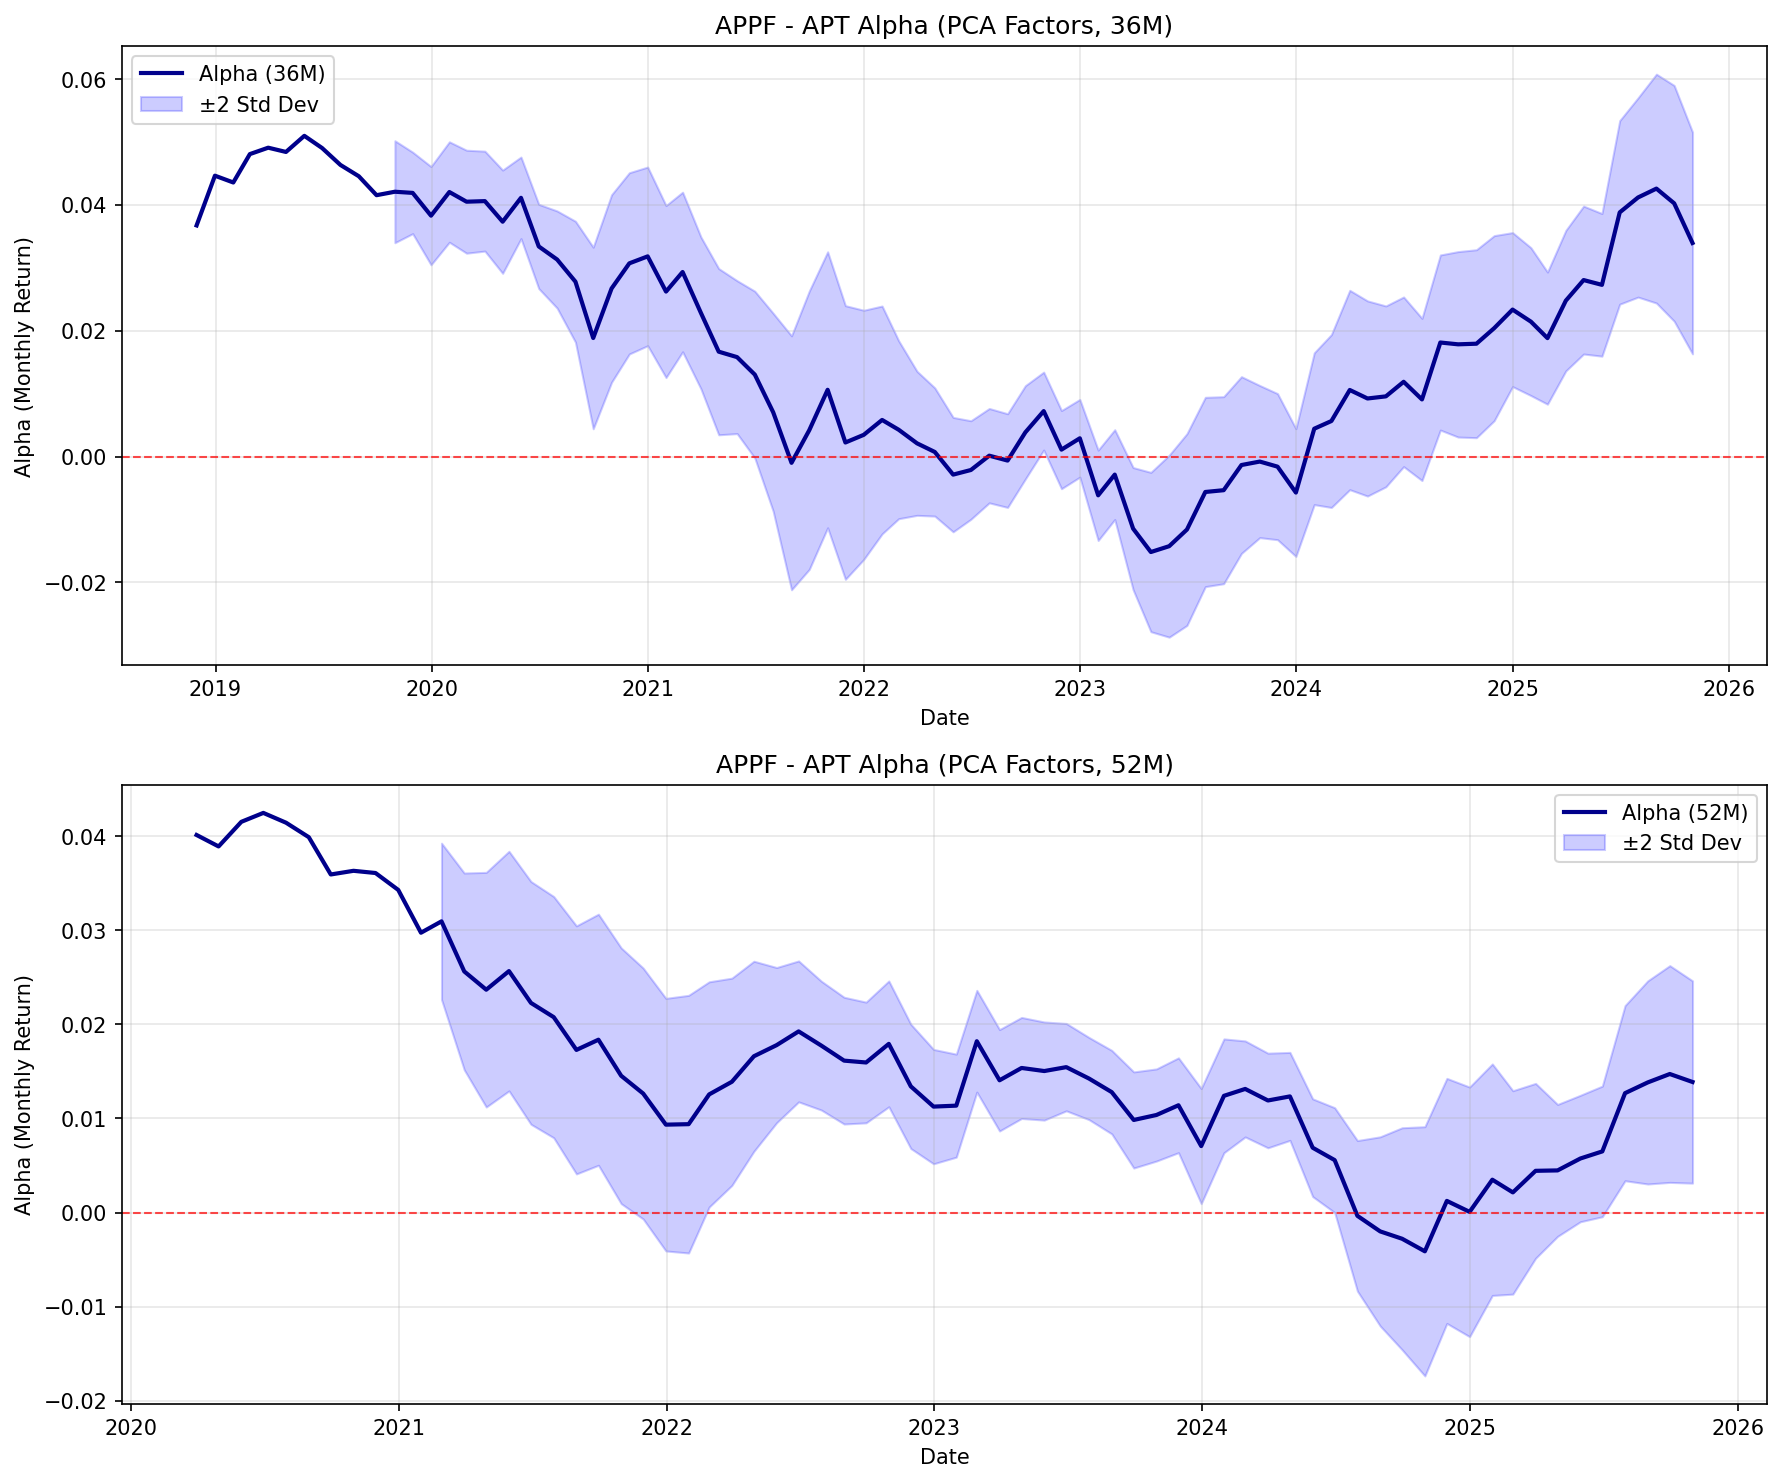 APPF - APT Alpha (PCA Factors, 36M)
Alpha (36M)
±2 Std Dev
Alpha (Monthly Return)
0.06
0.04
0.02
0.00
−0.02
2019 2020 2021 2022 2023 2024 2025 2026
Date
APPF - APT Alpha (PCA Factors, 52M)
Alpha (52M)
±2 Std Dev
Alpha (Monthly Return)
0.04
0.03
0.02
0.01
0.00
−0.01
−0.02
2020 2021 2022 2023 2024 2025 2026
Date